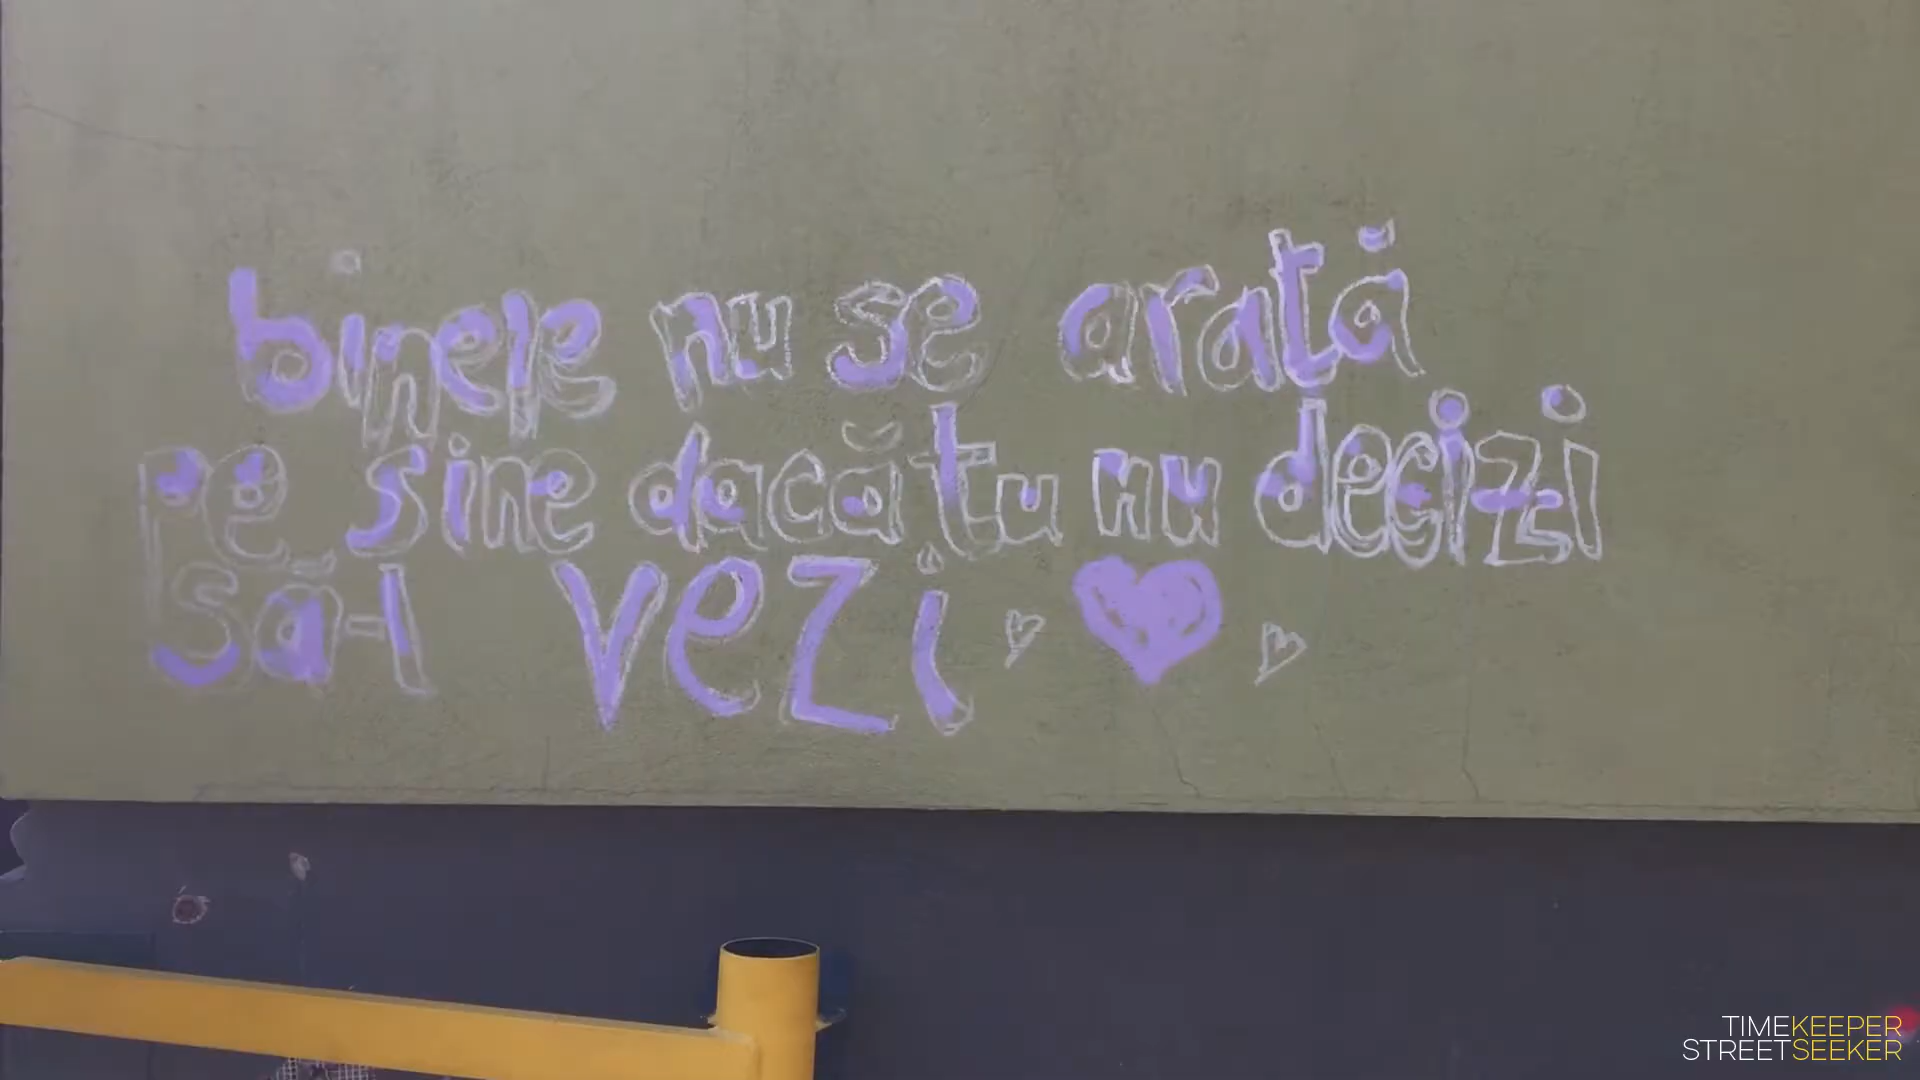 binele nu se arată
pe sine dacă tu nu decizi
să-l vezi
TIMEKEEPER
STREETSEEKER